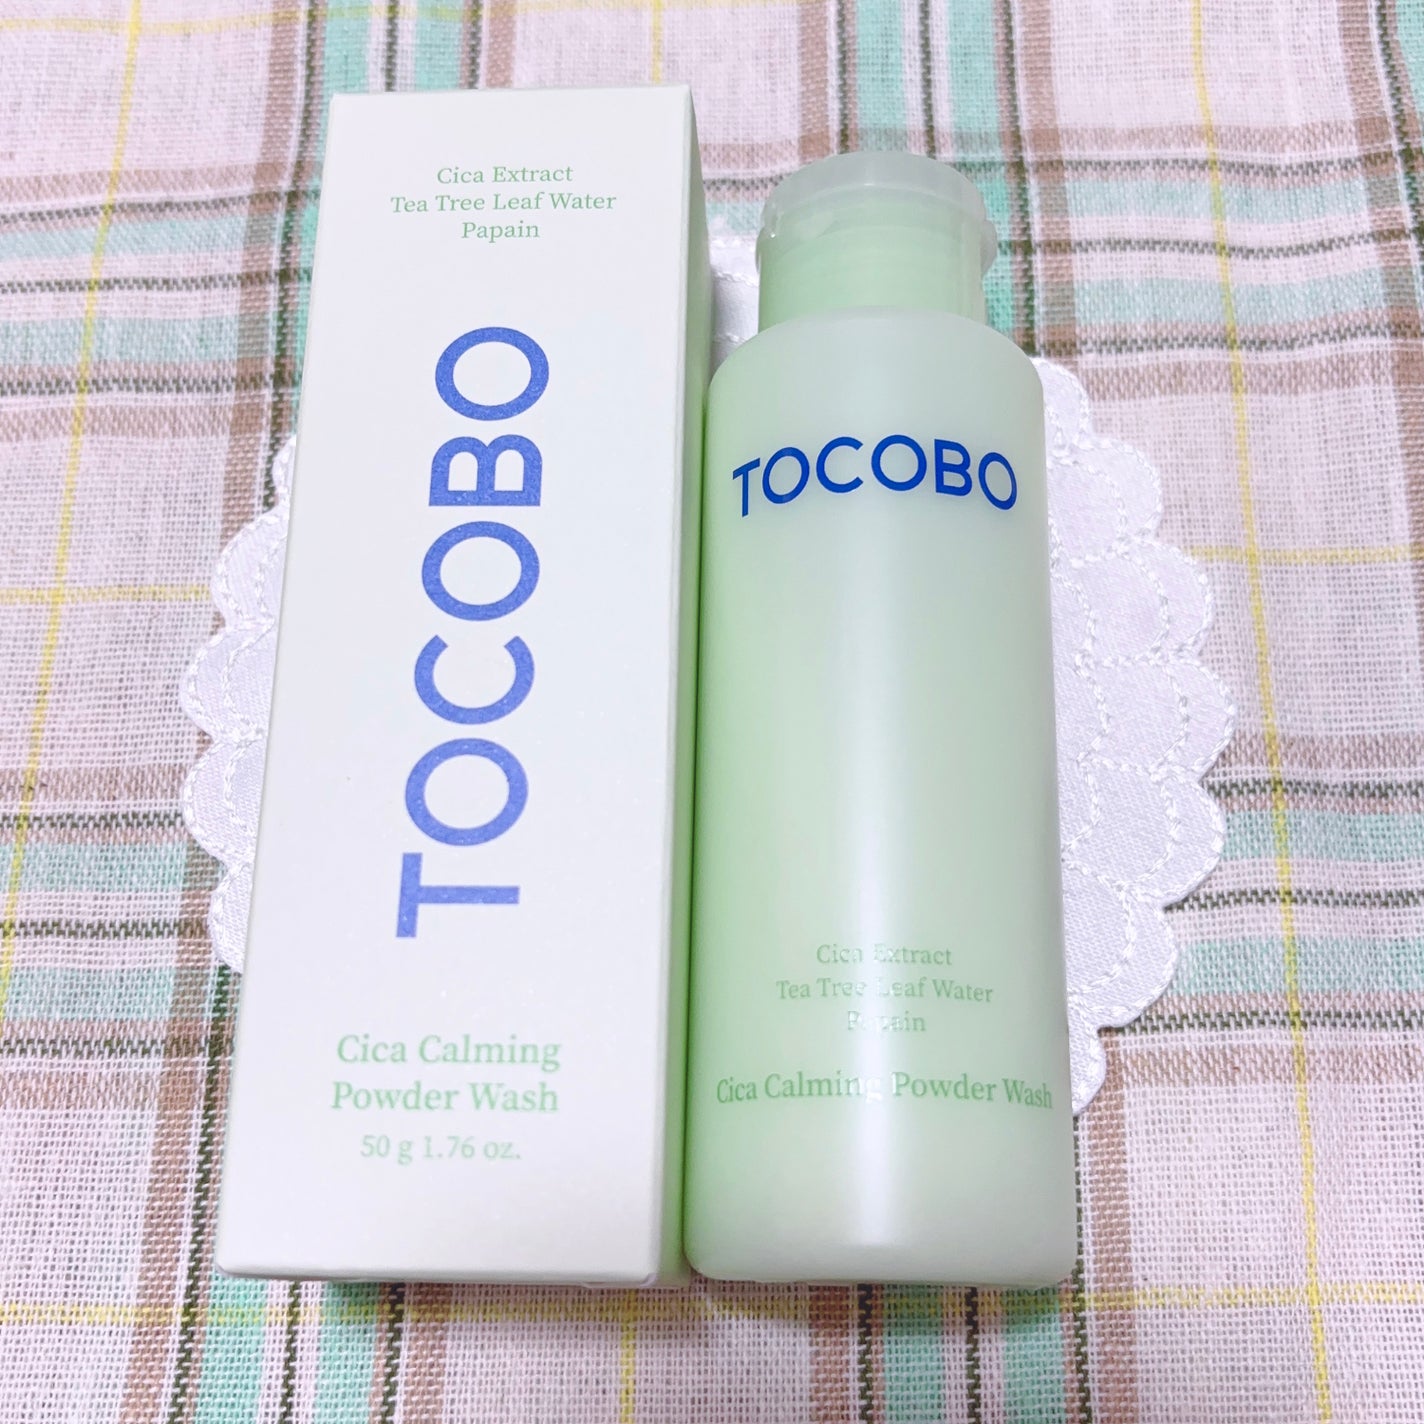 Cica Extract
Tea Tree Leaf Water
Papain
TOCOBO
Cica Calming
Powder Wash
50 g 1.76 oz.
TOCOBO
Cica Extract
Tea Tree Leaf Water
Papain
Cica Calming Powder Wash